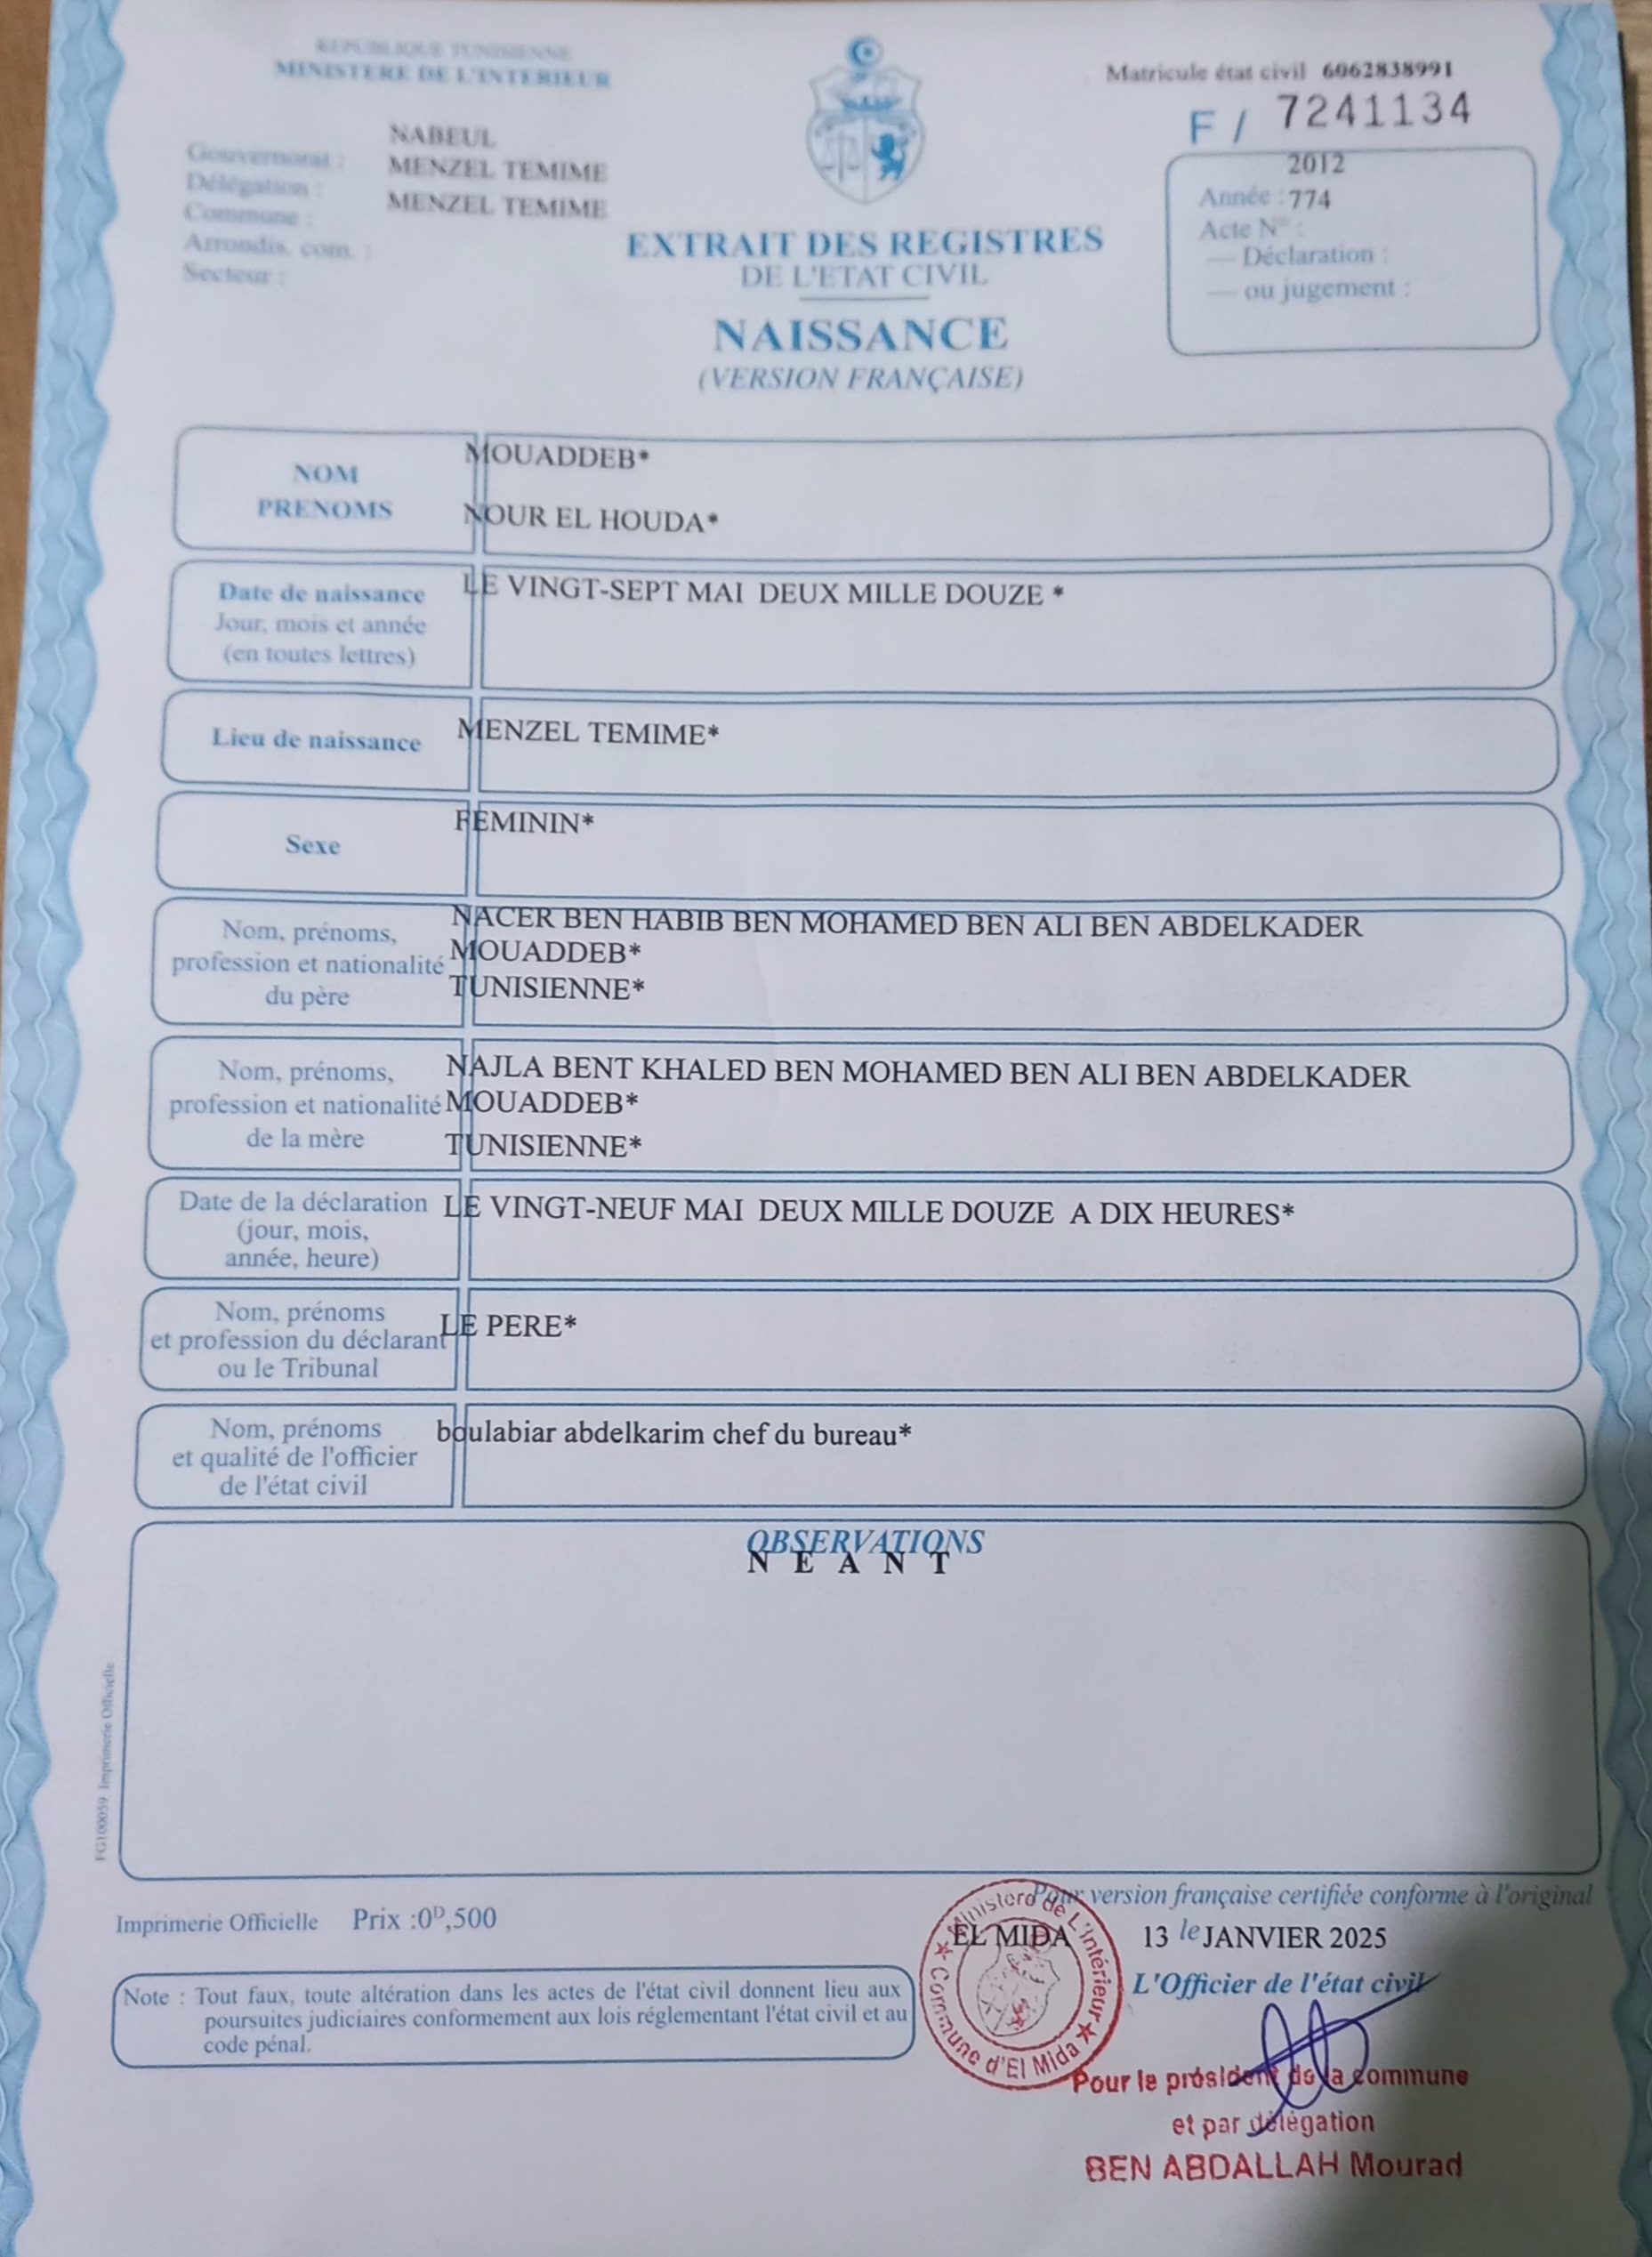 REPUBLIQUE TUNISIENNE
MINISTERE DE L'INTERIEUR
Matricule état civil 6062838991
F / 7241134
Gouvernorat : NABEUL
Délégation : MENZEL TEMIME
Commune : MENZEL TEMIME
Arrondis. com. :
Secteur :
2012
Année : 774
Acte N° :
— Déclaration :
— ou jugement :
EXTRAIT DES REGISTRES
DE L'ETAT CIVIL
NAISSANCE
(VERSION FRANÇAISE)
NOM
PRENOMS
MOUADDEB*
NOUR EL HOUDA*
Date de naissance
Jour, mois et année
(en toutes lettres)
LE VINGT-SEPT MAI DEUX MILLE DOUZE *
Lieu de naissance
MENZEL TEMIME*
Sexe
FEMININ*
Nom, prénoms,
profession et nationalité
du père
NACER BEN HABIB BEN MOHAMED BEN ALI BEN ABDELKADER
MOUADDEB*
TUNISIENNE*
Nom, prénoms,
profession et nationalité
de la mère
NAJLA BENT KHALED BEN MOHAMED BEN ALI BEN ABDELKADER
MOUADDEB*
TUNISIENNE*
Date de la déclaration
(jour, mois,
année, heure)
LE VINGT-NEUF MAI DEUX MILLE DOUZE A DIX HEURES*
Nom, prénoms
et profession du déclarant
ou le Tribunal
LE PERE*
Nom, prénoms
et qualité de l'officier
de l'état civil
boulabiar abdelkarim chef du bureau*
OBSERVATIONS
N E A N T
FG100059 Imprimerie Officielle
Imprimerie Officielle Prix :0ᴰ,500
Note : Tout faux, toute altération dans les actes de l'état civil donnent lieu aux
poursuites judiciaires conformement aux lois réglementant l'état civil et au
code pénal.
Pour version française certifiée conforme à l'original
EL MIDA 13 le JANVIER 2025
L'Officier de l'état civil
Ministère de L'intérieur
★ Commune d'El Mida ★
Pour le président de la commune
et par délégation
BEN ABDALLAH Mourad